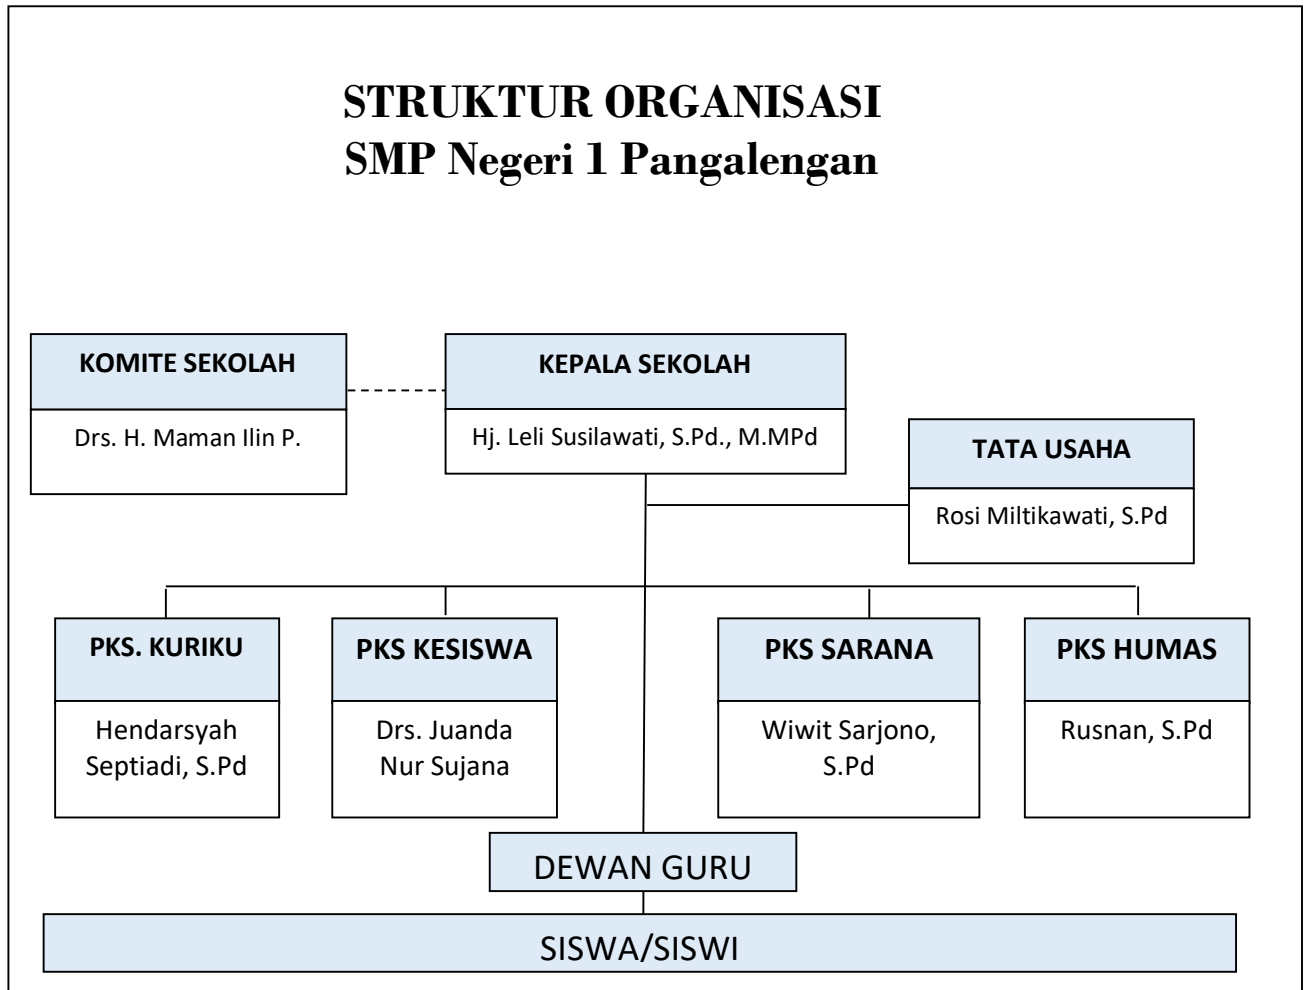 STRUKTUR ORGANISASI
SMP Negeri 1 Pangalengan
KOMITE SEKOLAH
Drs. H. Maman Ilin P.
KEPALA SEKOLAH
Hj. Leli Susilawati, S.Pd., M.MPd
TATA USAHA
Rosi Miltikawati, S.Pd
PKS. KURIKU
Hendarsyah
Septiadi, S.Pd
PKS KESISWA
Drs. Juanda
Nur Sujana
PKS SARANA
Wiwit Sarjono,
S.Pd
PKS HUMAS
Rusnan, S.Pd
DEWAN GURU
SISWA/SISWI